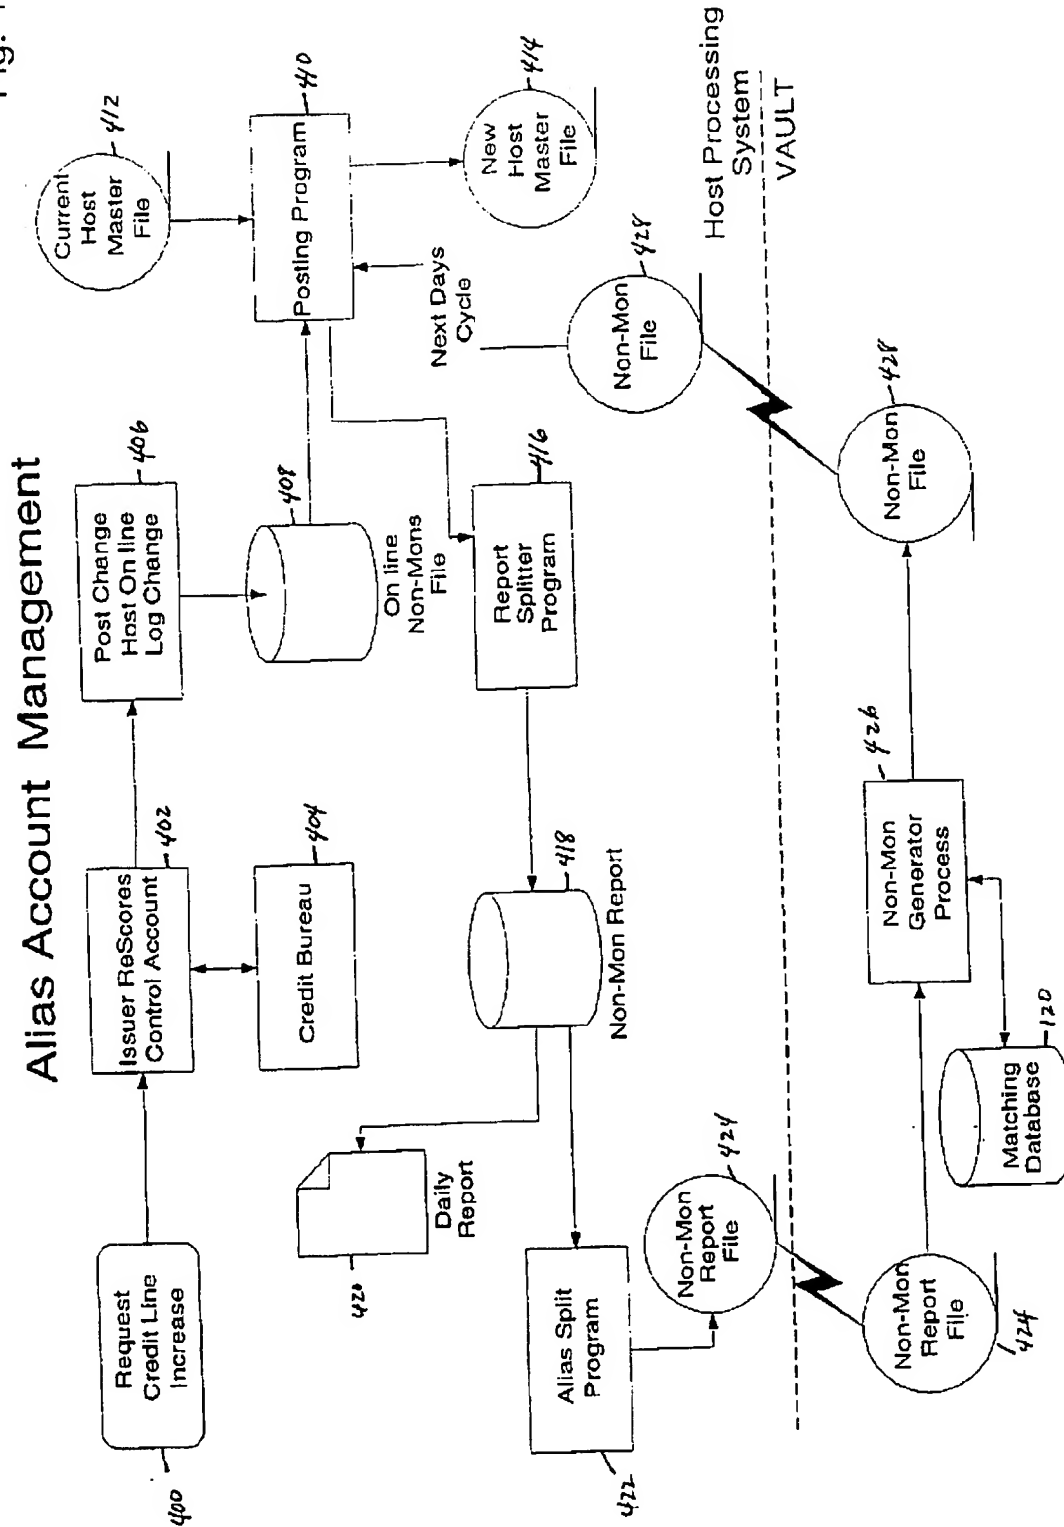 Fig.
Alias Account Management
Request
Credit Line
Increase
400
Issuer ReScores
Control Account
402
Credit Bureau
404
Post Change
Host On line
Log Change
406
408
On line
Non-Mons
File
Current
Host
Master
File
412
Posting Program
410
New
Host
Master
File
414
Next Days
Cycle
Report
Splitter
Program
416
418
Non-Mon Report
Daily
Report
420
Alias Split
Program
422
Non-Mon
Report
File
424
Non-Mon
File
428
Host Processing
System
VAULT
Non-Mon
Report
File
424
Matching
Database
120
Non-Mon
Generator
Process
426
Non-Mon
File
428